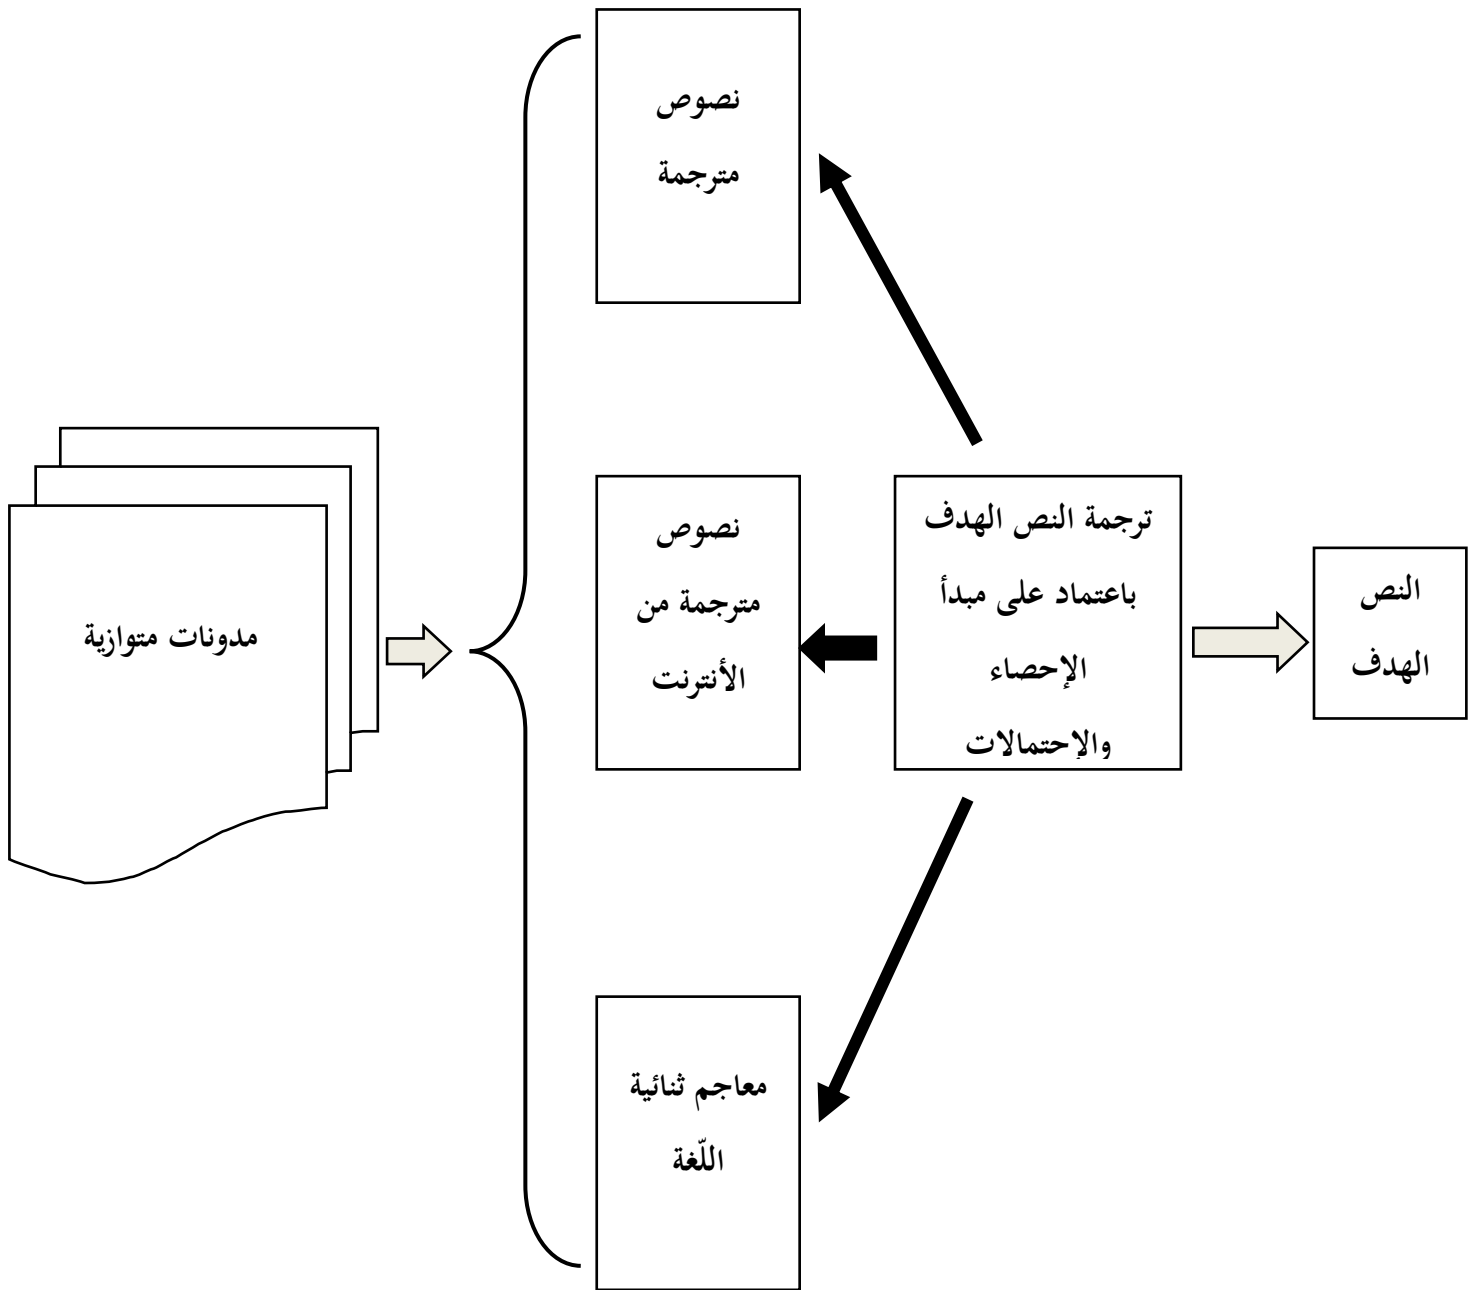 نصوص
مترجمة
مدونات متوازية
نصوص
مترجمة من
الأنترنت
ترجمة النص الهدف
باعتماد على مبدأ
الإحصاء
والإحتمالات
النص
الهدف
معاجم ثنائية
اللّغة